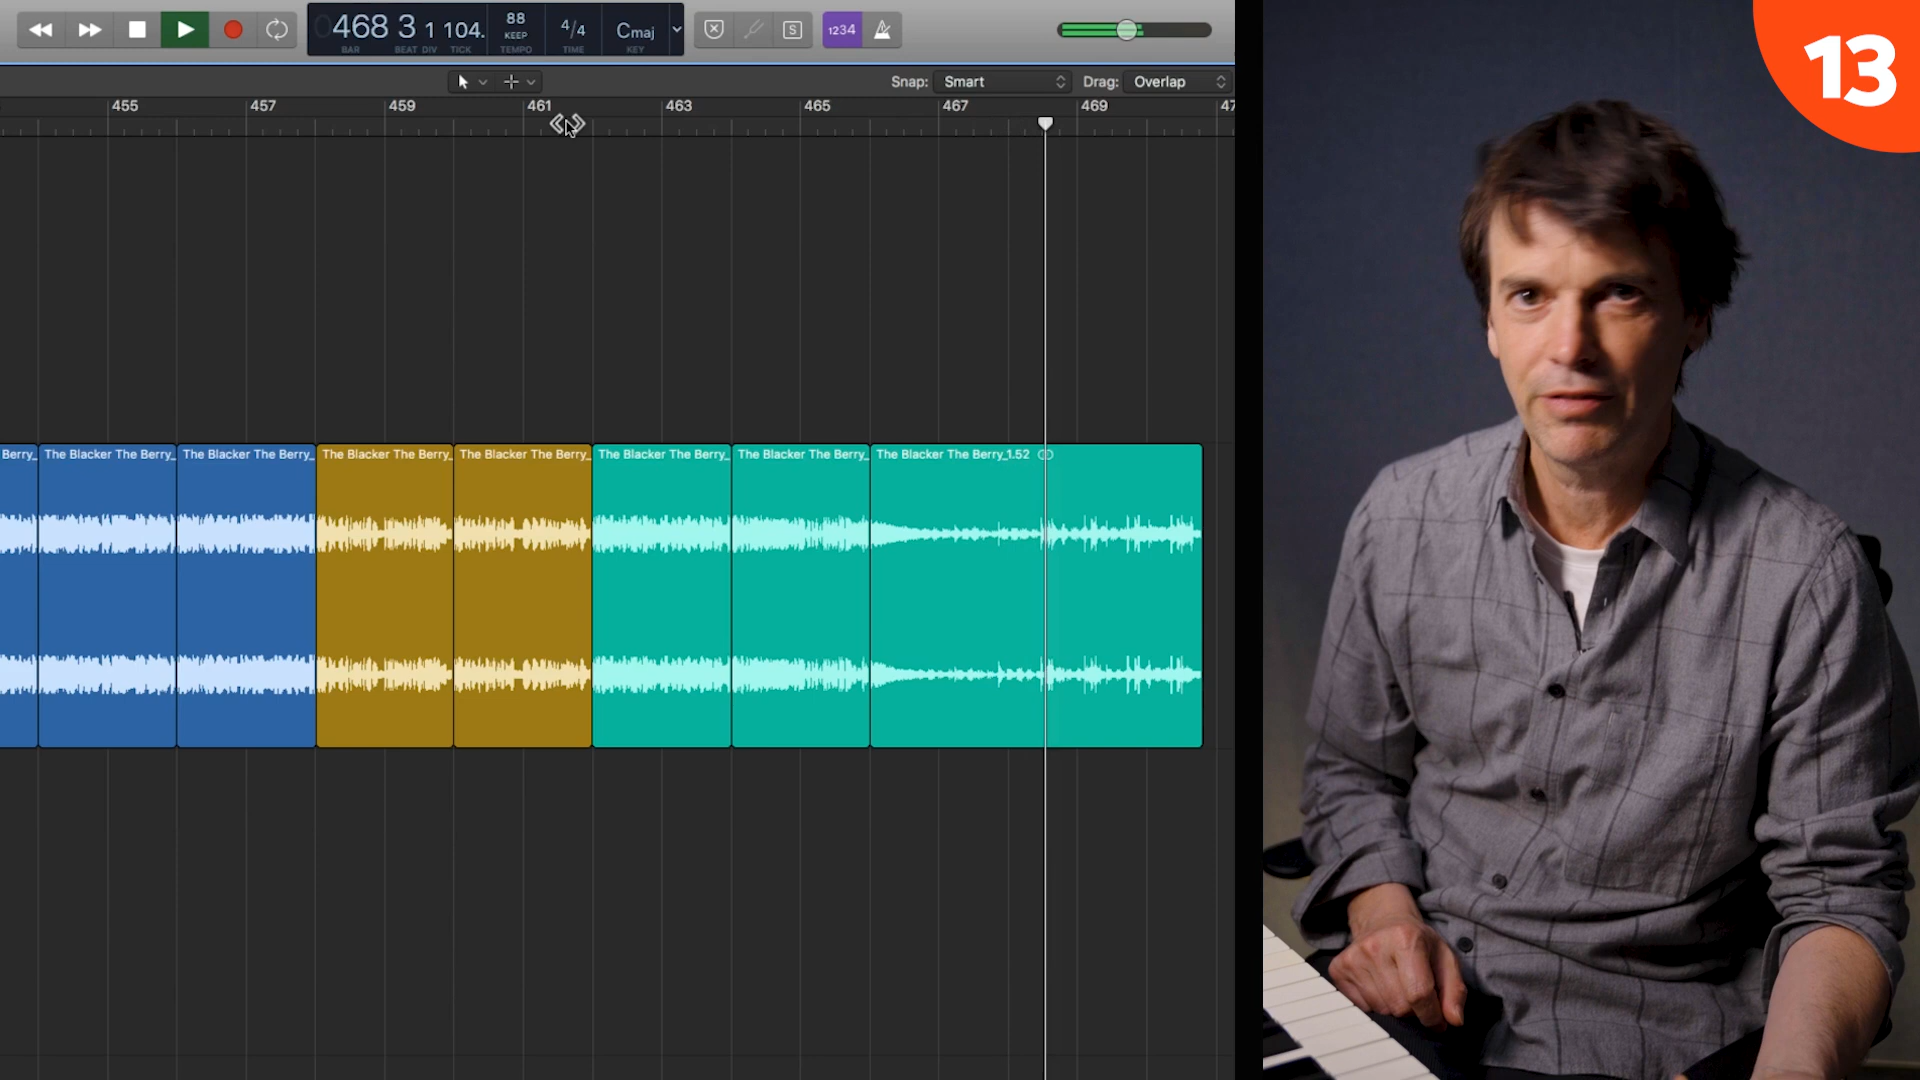 0468 3 1 104.
BAR BEAT DIV TICK
88
KEEP
TEMPO
4/4
TIME
Cmaj
KEY
S
1234
13
Snap: Smart
Drag: Overlap
455 457 459 461 463 465 467 469 47
Berry_
The Blacker The Berry_
The Blacker The Berry_
The Blacker The Berry_
The Blacker The Berry_
The Blacker The Berry_
The Blacker The Berry_
The Blacker The Berry_1.52